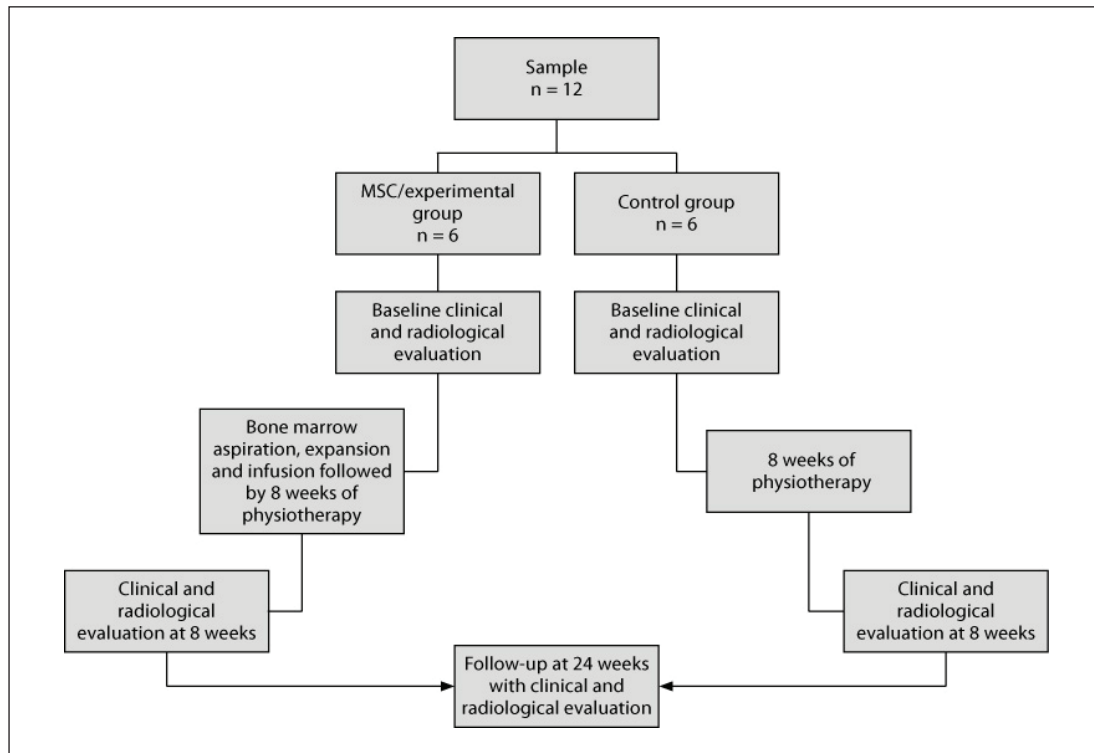 Sample
n = 12
MSC/experimental
group
n = 6
Control group
n = 6
Baseline clinical
and radiological
evaluation
Baseline clinical
and radiological
evaluation
Bone marrow
aspiration, expansion
and infusion followed
by 8 weeks of
physiotherapy
8 weeks of
physiotherapy
Clinical and
radiological
evaluation at 8 weeks
Clinical and
radiological
evaluation at 8 weeks
Follow-up at 24 weeks
with clinical and
radiological evaluation